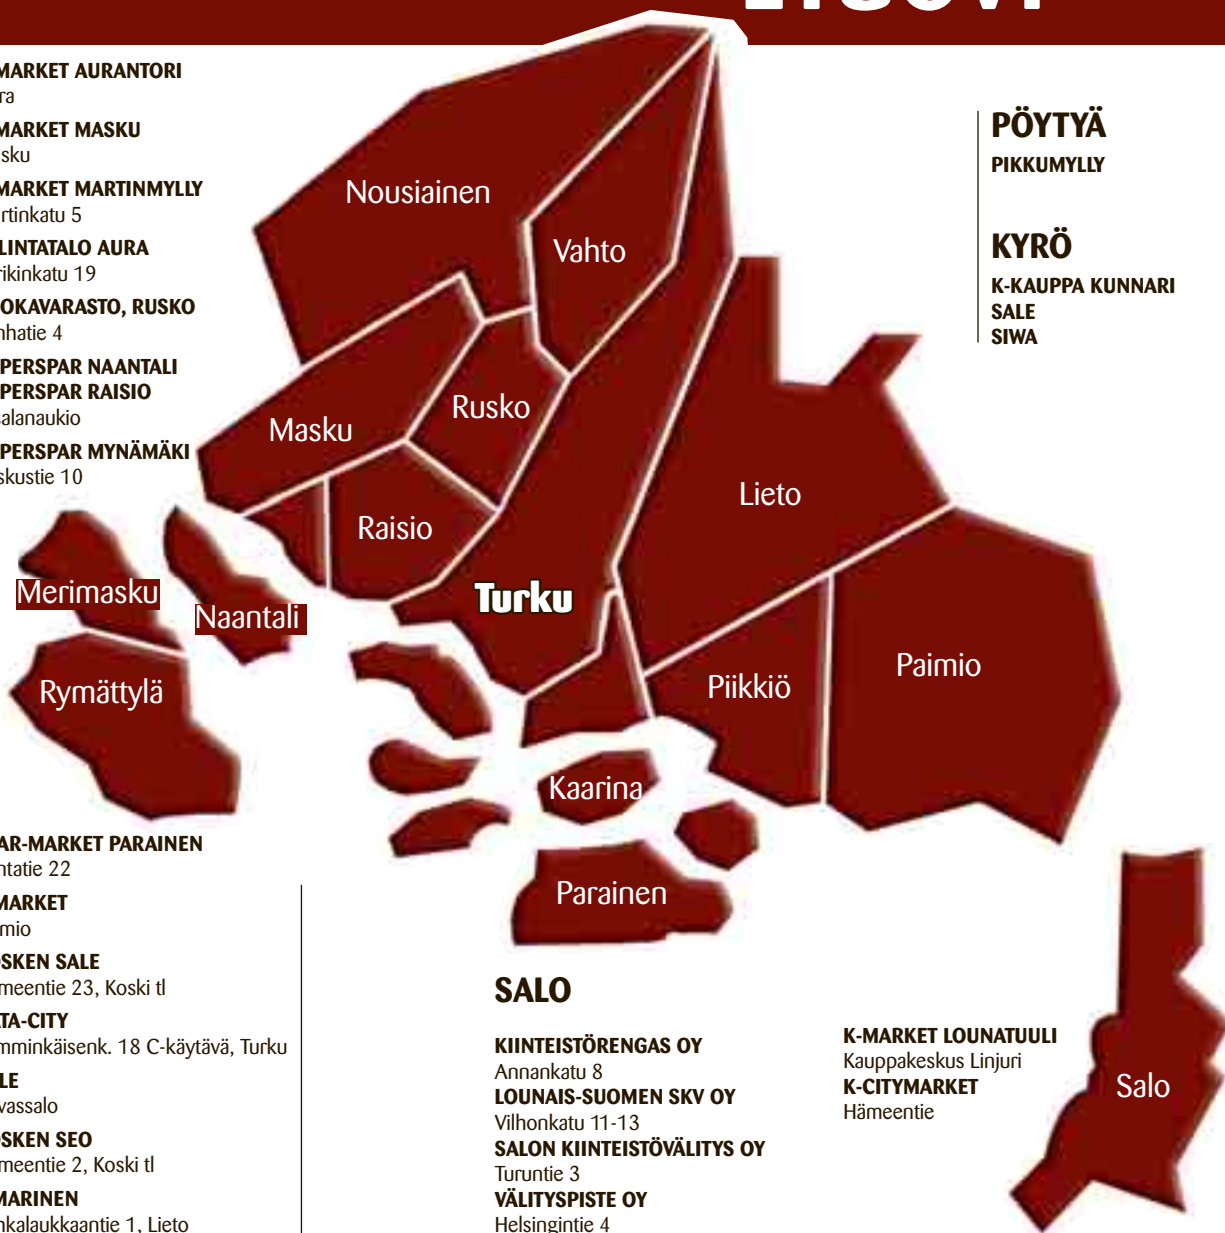 MARKET AURANTORI
ra
MARKET MASKU
sku
MARKET MARTINMYLLY
rtinkatu 5
LINTATALO AURA
rikinkatu 19
OKAVARASTO, RUSKO
nhatie 4
PERSPAR NAANTALI
PERSPAR RAISIO
alanaukio
PERSPAR MYNÄMÄKI
skustie 10
PÖYTYÄ
PIKKUMYLLY
KYRÖ
K-KAUPPA KUNNARI
SALE
SIWA
Nousiainen
Vahto
Masku
Rusko
Lieto
Raisio
Merimasku
Naantali
Turku
Rymättylä
Piikkiö
Paimio
Kaarina
Parainen
Salo
AR-MARKET PARAINEN
ntatie 22
MARKET
mio
SKEN SALE
meentie 23, Koski tl
TA-CITY
mminkäisenk. 18 C-käytävä, Turku
LE
vassalo
SKEN SEO
meentie 2, Koski tl
MARINEN
nkalaukkaantie 1, Lieto
SALO
KIINTEISTÖRENGAS OY
Annankatu 8
LOUNAIS-SUOMEN SKV OY
Vilhonkatu 11-13
SALON KIINTEISTÖVÄLITYS OY
Turuntie 3
VÄLITYSPISTE OY
Helsingintie 4
K-MARKET LOUNATUULI
Kauppakeskus Linjuri
K-CITYMARKET
Hämeentie